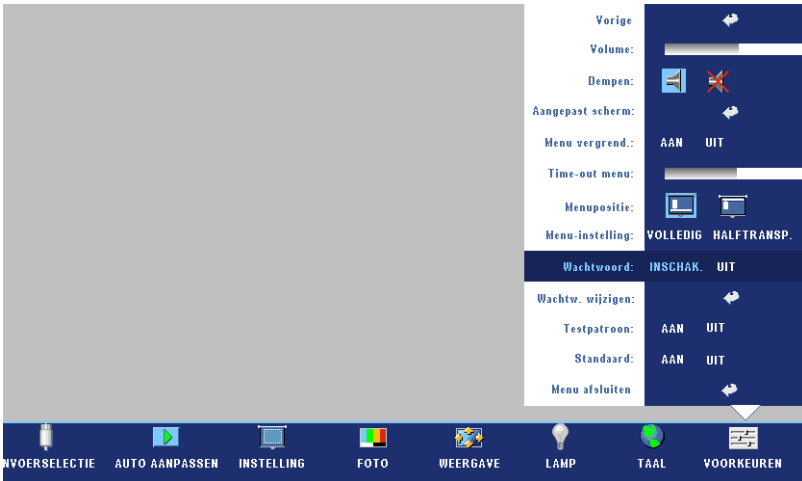 Vorige
Volume:
Dempen:
Aangepast scherm:
Menu vergrend.: AAN UIT
Time-out menu:
Menupositie:
Menu-instelling: VOLLEDIG HALFTRANSP.
Wachtwoord: INSCHAK. UIT
Wachtw. wijzigen:
Testpatroon: AAN UIT
Standaard: AAN UIT
Menu afsluiten
NVOERSELECTIE AUTO AANPASSEN INSTELLING FOTO WEERGAVE LAMP TAAL VOORKEUREN